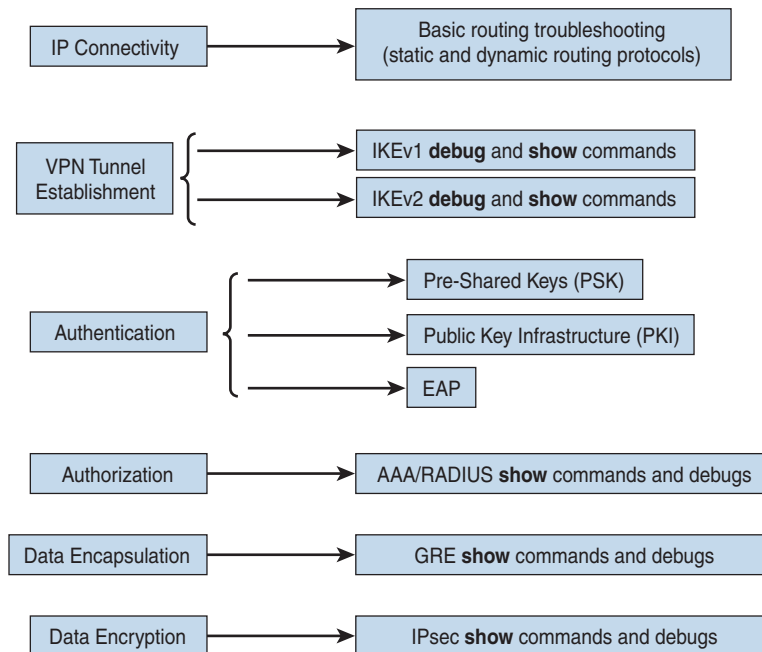 IP Connectivity
Basic routing troubleshooting
(static and dynamic routing protocols)
VPN Tunnel
Establishment
IKEv1 debug and show commands
IKEv2 debug and show commands
Authentication
Pre-Shared Keys (PSK)
Public Key Infrastructure (PKI)
EAP
Authorization
AAA/RADIUS show commands and debugs
Data Encapsulation
GRE show commands and debugs
Data Encryption
IPsec show commands and debugs